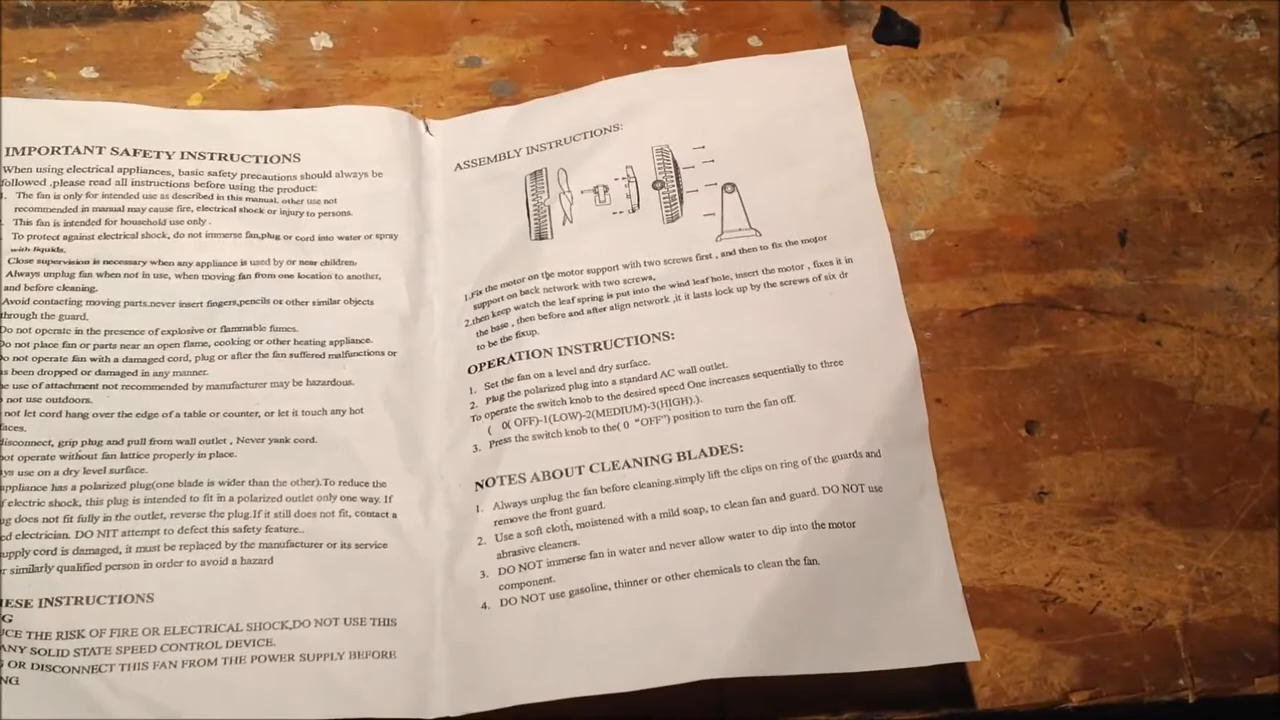 IMPORTANT SAFETY INSTRUCTIONS
When using electrical appliances, basic safety precautions should always be
followed ,please read all instructions before using the product:
. The fan is only for intended use as described in this manual, other use not
recommended in manual may cause fire, electrical shock or injury to persons.
This fan is intended for household use only .
To protect against electrical shock, do not immerse fan,plug or cord into water or spray
with liquids.
Close supervision is necessary when any appliance is used by or near children.
Always unplug fan when not in use, when moving fan from one location to another,
and before cleaning.
Avoid contacting moving parts.never insert fingers,pencils or other similar objects
through the guard.
Do not operate in the presence of explosive or flammable fumes.
Do not place fan or parts near an open flame, cooking or other heating appliance.
Do not operate fan with a damaged cord, plug or after the fan suffered malfunctions or
been dropped or damaged in any manner.
use of attachment not recommended by manufacturer may be hazardous.
not use outdoors.
not let cord hang over the edge of a table or counter, or let it touch any hot
disconnect, grip plug and pull from wall outlet , Never yank cord.
operate without fan lattice properly in place.
use on a dry level surface.
appliance has a polarized plug(one blade is wider than the other).To reduce the
electric shock, this plug is intended to fit in a polarized outlet only one way. If
does not fit fully in the outlet, reverse the plug.If it still does not fit, contact a
electrician. DO NIT attempt to defect this safety feature..
cord is damaged, it must be replaced by the manufacturer or its service
similarly qualified person in order to avoid a hazard
INSTRUCTIONS
THE RISK OF FIRE OR ELECTRICAL SHOCK,DO NOT USE THIS
ANY SOLID STATE SPEED CONTROL DEVICE.
OR DISCONNECT THIS FAN FROM THE POWER SUPPLY BEFORE
ASSEMBLY INSTRUCTIONS:
1.Fix the motor on the motor support with two screws first , and then to fix the motor
support on back network with two screws,
2.then keep watch the leaf spring is put into the wind leaf hole, insert the motor , fixes it in
the base , then before and after align network ,it it lasts lock up by the screws of six dr
to be the fixup.
OPERATION INSTRUCTIONS:
1. Set the fan on a level and dry surface.
2. Plug the polarized plug into a standard AC wall outlet.
To operate the switch knob to the desired speed One increases sequentially to three
( 0( OFF)-1(LOW)-2(MEDIUM)-3(HIGH).).
3. Press the switch knob to the( 0 "OFF") position to turn the fan off.
NOTES ABOUT CLEANING BLADES:
1. Always unplug the fan before cleaning.simply lift the clips on ring of the guards and
remove the front guard.
2. Use a soft cloth, moistened with a mild soap, to clean fan and guard. DO NOT use
abrasive cleaners.
3. DO NOT immerse fan in water and never allow water to dip into the motor
component.
4. DO NOT use gasoline, thinner or other chemicals to clean the fan.